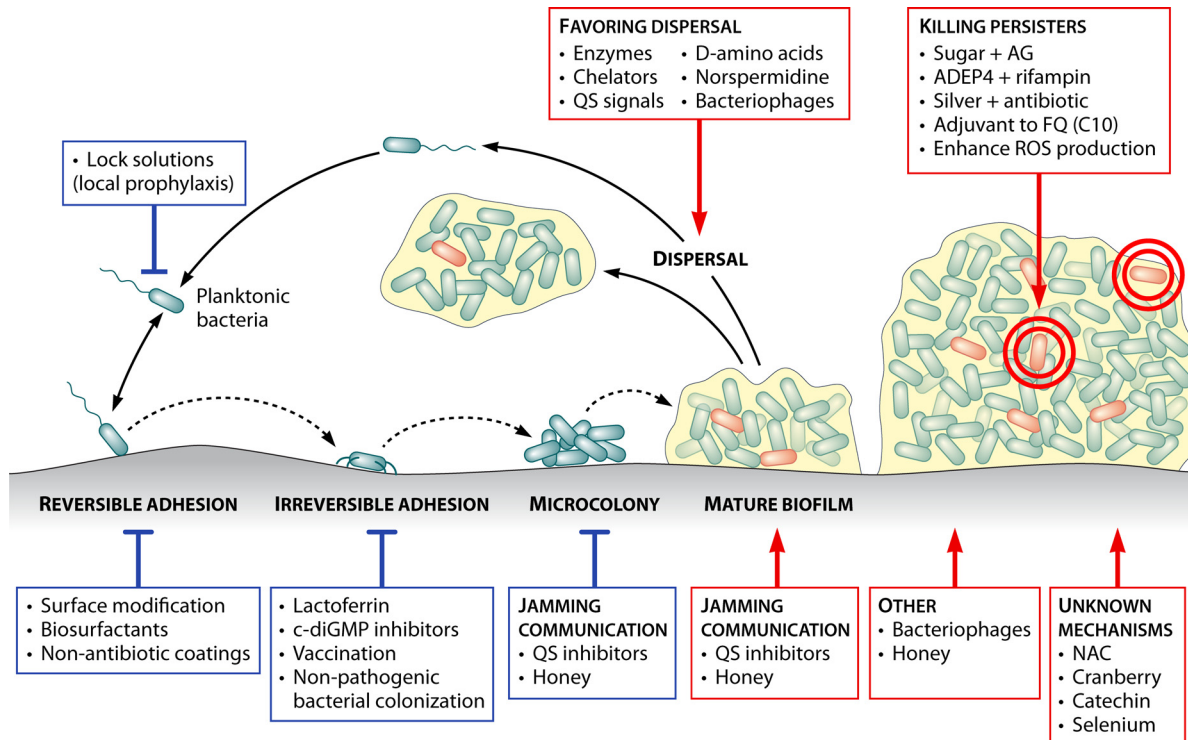 FAVORING DISPERSAL
• Enzymes
• Chelators
• QS signals
• D-amino acids
• Norspermidine
• Bacteriophages
KILLING PERSISTERS
• Sugar + AG
• ADEP4 + rifampin
• Silver + antibiotic
• Adjuvant to FQ (C10)
• Enhance ROS production
• Lock solutions
(local prophylaxis)
DISPERSAL
Planktonic
bacteria
REVERSIBLE ADHESION
IRREVERSIBLE ADHESION
MICROCOLONY
MATURE BIOFILM
• Surface modification
• Biosurfactants
• Non-antibiotic coatings
• Lactoferrin
• c-diGMP inhibitors
• Vaccination
• Non-pathogenic
bacterial colonization
JAMMING
COMMUNICATION
• QS inhibitors
• Honey
JAMMING
COMMUNICATION
• QS inhibitors
• Honey
OTHER
• Bacteriophages
• Honey
UNKNOWN
MECHANISMS
• NAC
• Cranberry
• Catechin
• Selenium